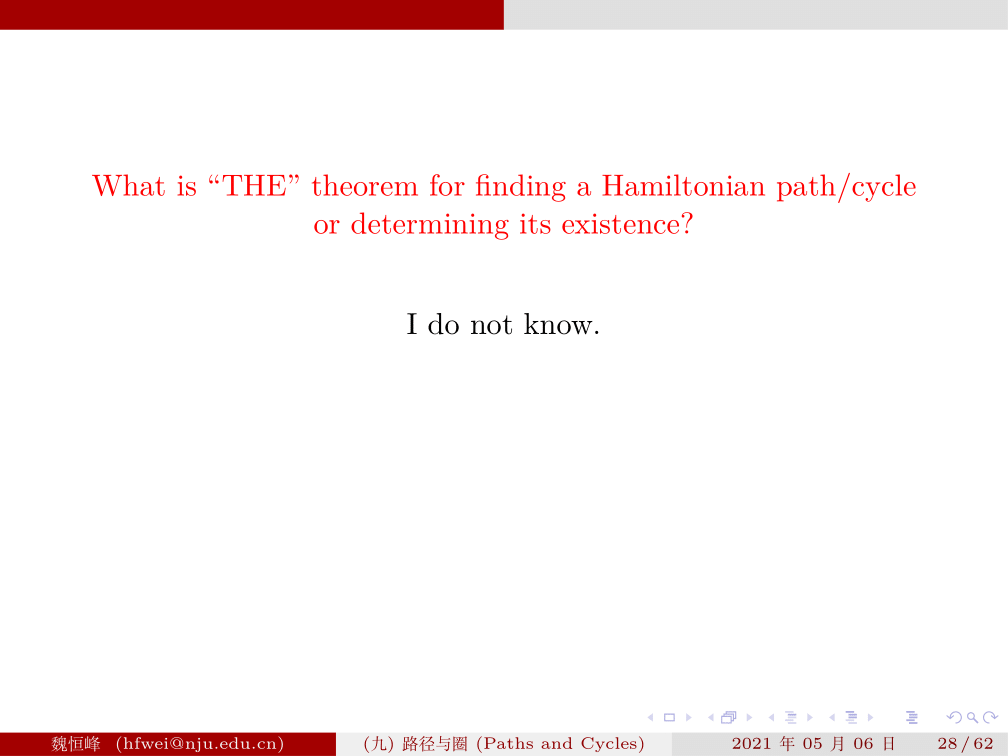 What is “THE” theorem for finding a Hamiltonian path/cycle
or determining its existence?
I do not know.
魏恒峰 (hfwei@nju.edu.cn) (九) 路径与圈 (Paths and Cycles) 2021 年 05 月 06 日 28 / 62